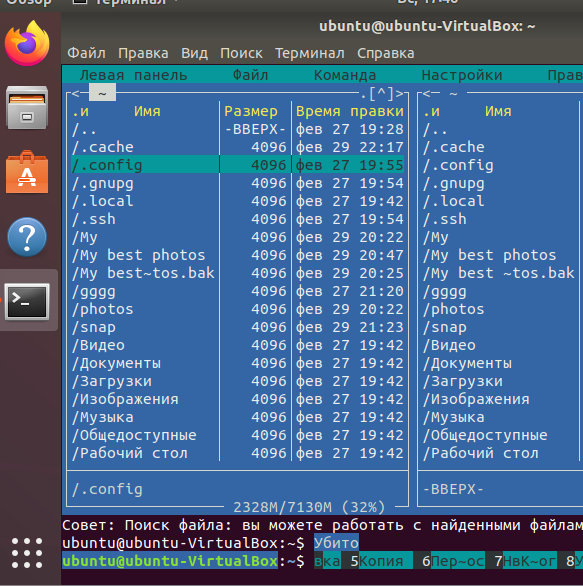 Терминал Вс, 17:40
ubuntu@ubuntu-VirtualBox: ~
Файл Правка Вид Поиск Терминал Справка
Левая панель Файл Команда Настройки Прав
<─ ~ .[^]> <─ ~
.и Имя Размер Время правки .и Имя
/.. -ВВЕРХ- фев 27 19:28 /..
/.cache 4096 фев 29 22:17 /.cache
/.config 4096 фев 27 19:55 /.config
/.gnupg 4096 фев 27 19:54 /.gnupg
/.local 4096 фев 27 19:42 /.local
/.ssh 4096 фев 27 19:54 /.ssh
/My 4096 фев 29 20:22 /My
/My best photos 4096 фев 29 20:47 /My best photos
/My best~tos.bak 4096 фев 29 20:25 /My best ~tos.bak
/gggg 4096 фев 27 21:20 /gggg
/photos 4096 фев 29 20:22 /photos
/snap 4096 фев 29 21:23 /snap
/Видео 4096 фев 27 19:42 /Видео
/Документы 4096 фев 27 19:42 /Документы
/Загрузки 4096 фев 27 19:42 /Загрузки
/Изображения 4096 фев 27 19:42 /Изображения
/Музыка 4096 фев 27 19:42 /Музыка
/Общедоступные 4096 фев 27 19:42 /Общедоступные
/Рабочий стол 4096 фев 27 19:42 /Рабочий стол
/.config -ВВЕРХ-
2328M/7130M (32%)
Совет: Поиск файла: вы можете работать с найденными файлам
ubuntu@ubuntu-VirtualBox:~$ Убито
ubuntu@ubuntu-VirtualBox:~$ вка 5Копия 6Пер~ос 7НвК~ог 8У